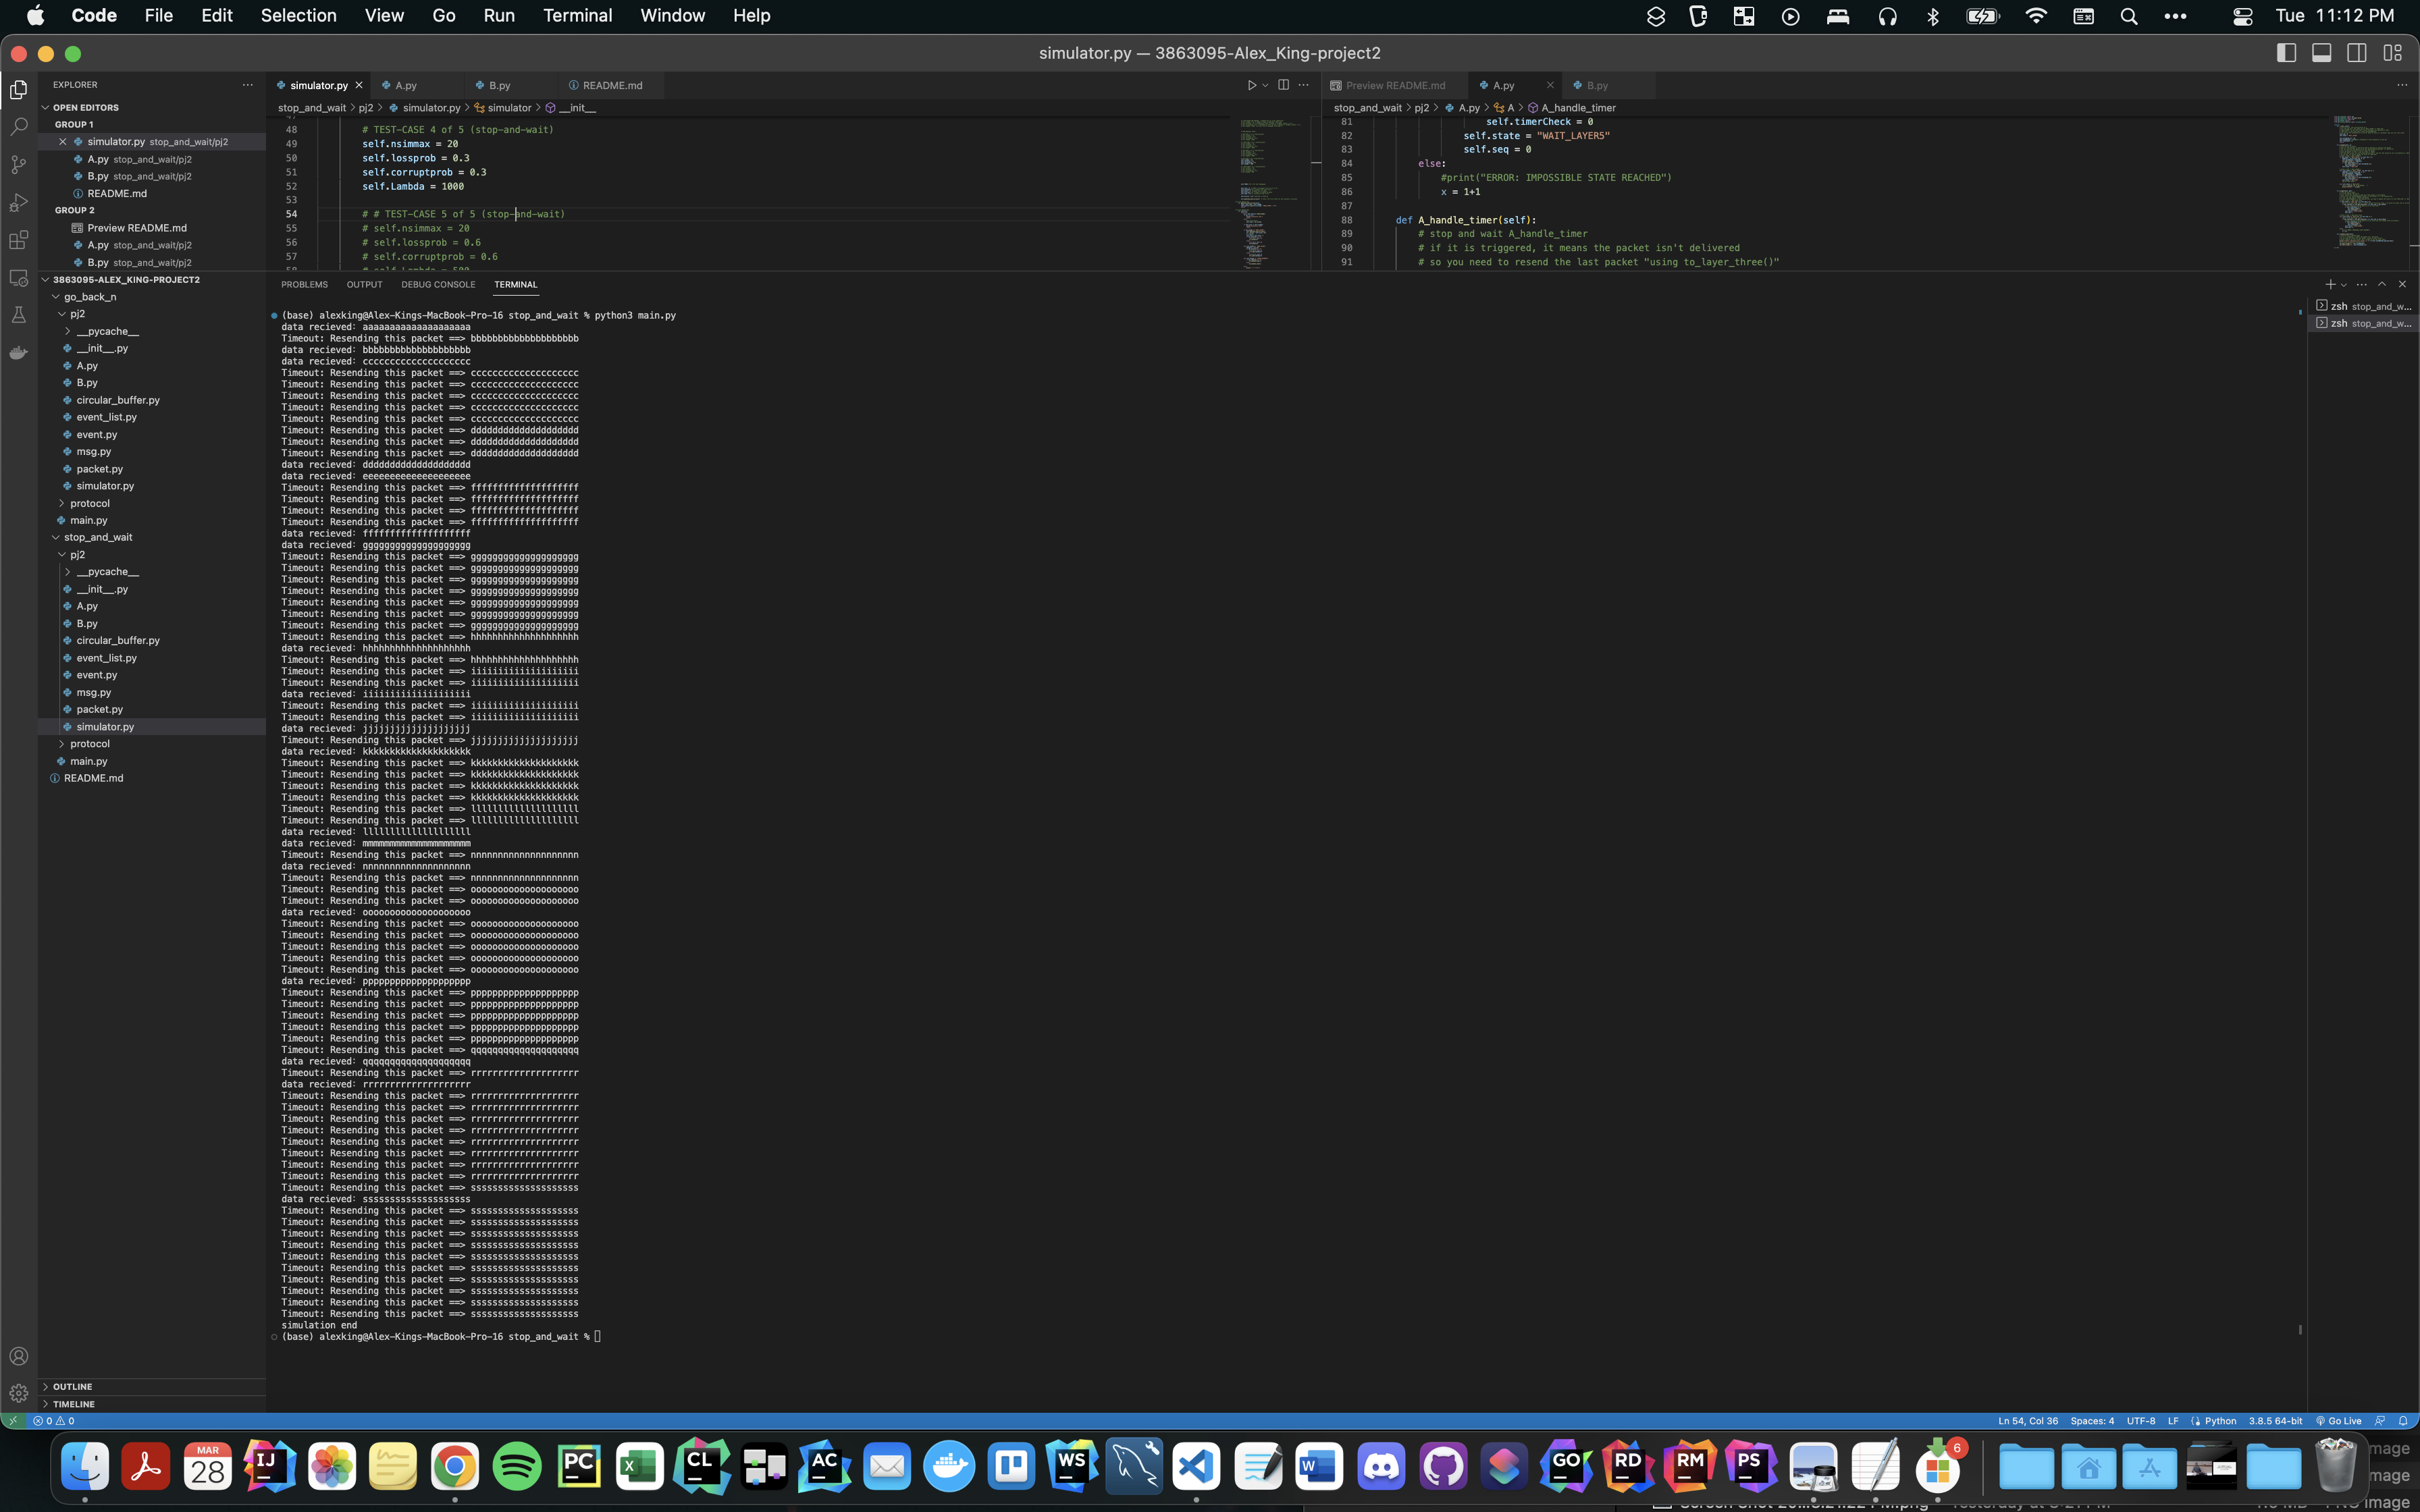 Code File Edit Selection View Go Run Terminal Window Help Tue 11:12 PM
simulator.py — 3863095-Alex_King-project2
EXPLORER
OPEN EDITORS
GROUP 1
simulator.py stop_and_wait/pj2
A.py stop_and_wait/pj2
B.py stop_and_wait/pj2
README.md
GROUP 2
Preview README.md
A.py stop_and_wait/pj2
B.py stop_and_wait/pj2
3863095-ALEX_KING-PROJECT2
go_back_n
pj2
__pycache__
__init__.py
A.py
B.py
circular_buffer.py
event_list.py
event.py
msg.py
packet.py
simulator.py
protocol
main.py
stop_and_wait
pj2
__pycache__
__init__.py
A.py
B.py
circular_buffer.py
event_list.py
event.py
msg.py
packet.py
simulator.py
protocol
main.py
README.md
OUTLINE
TIMELINE
simulator.py A.py B.py README.md
stop_and_wait > pj2 > simulator.py > simulator > __init__
48 # TEST-CASE 4 of 5 (stop-and-wait)
49 self.nsimmax = 20
50 self.lossprob = 0.3
51 self.corruptprob = 0.3
52 self.Lambda = 1000
53
54 # # TEST-CASE 5 of 5 (stop-and-wait)
55 # self.nsimmax = 20
56 # self.lossprob = 0.6
57 # self.corruptprob = 0.6
Preview README.md A.py B.py
stop_and_wait > pj2 > A.py > A > A_handle_timer
81 self.timerCheck = 0
82 self.state = "WAIT_LAYER5"
83 self.seq = 0
84 else:
85 #print("ERROR: IMPOSSIBLE STATE REACHED")
86 x = 1+1
87
88 def A_handle_timer(self):
89 # stop and wait A_handle_timer
90 # if it is triggered, it means the packet isn't delivered
91 # so you need to resend the last packet "using to_layer_three()"
PROBLEMS OUTPUT DEBUG CONSOLE TERMINAL
(base) alexking@Alex-Kings-MacBook-Pro-16 stop_and_wait % python3 main.py
data recieved: aaaaaaaaaaaaaaaaaaaa
Timeout: Resending this packet ==> bbbbbbbbbbbbbbbbbbbb
data recieved: bbbbbbbbbbbbbbbbbbbb
data recieved: cccccccccccccccccccc
Timeout: Resending this packet ==> cccccccccccccccccccc
Timeout: Resending this packet ==> cccccccccccccccccccc
Timeout: Resending this packet ==> cccccccccccccccccccc
Timeout: Resending this packet ==> cccccccccccccccccccc
Timeout: Resending this packet ==> cccccccccccccccccccc
Timeout: Resending this packet ==> dddddddddddddddddddd
Timeout: Resending this packet ==> dddddddddddddddddddd
Timeout: Resending this packet ==> dddddddddddddddddddd
data recieved: dddddddddddddddddddd
data recieved: eeeeeeeeeeeeeeeeeeee
Timeout: Resending this packet ==> ffffffffffffffffffff
Timeout: Resending this packet ==> ffffffffffffffffffff
Timeout: Resending this packet ==> ffffffffffffffffffff
Timeout: Resending this packet ==> ffffffffffffffffffff
data recieved: ffffffffffffffffffff
data recieved: gggggggggggggggggggg
Timeout: Resending this packet ==> gggggggggggggggggggg
Timeout: Resending this packet ==> gggggggggggggggggggg
Timeout: Resending this packet ==> gggggggggggggggggggg
Timeout: Resending this packet ==> gggggggggggggggggggg
Timeout: Resending this packet ==> gggggggggggggggggggg
Timeout: Resending this packet ==> gggggggggggggggggggg
Timeout: Resending this packet ==> gggggggggggggggggggg
Timeout: Resending this packet ==> hhhhhhhhhhhhhhhhhhhh
data recieved: hhhhhhhhhhhhhhhhhhhh
Timeout: Resending this packet ==> hhhhhhhhhhhhhhhhhhhh
Timeout: Resending this packet ==> iiiiiiiiiiiiiiiiiiii
Timeout: Resending this packet ==> iiiiiiiiiiiiiiiiiiii
data recieved: iiiiiiiiiiiiiiiiiiii
Timeout: Resending this packet ==> iiiiiiiiiiiiiiiiiiii
Timeout: Resending this packet ==> iiiiiiiiiiiiiiiiiiii
data recieved: jjjjjjjjjjjjjjjjjjjj
Timeout: Resending this packet ==> jjjjjjjjjjjjjjjjjjjj
data recieved: kkkkkkkkkkkkkkkkkkkk
Timeout: Resending this packet ==> kkkkkkkkkkkkkkkkkkkk
Timeout: Resending this packet ==> kkkkkkkkkkkkkkkkkkkk
Timeout: Resending this packet ==> kkkkkkkkkkkkkkkkkkkk
Timeout: Resending this packet ==> kkkkkkkkkkkkkkkkkkkk
Timeout: Resending this packet ==> llllllllllllllllllll
Timeout: Resending this packet ==> llllllllllllllllllll
data recieved: llllllllllllllllllll
data recieved: mmmmmmmmmmmmmmmmmmmm
Timeout: Resending this packet ==> nnnnnnnnnnnnnnnnnnnn
data recieved: nnnnnnnnnnnnnnnnnnnn
Timeout: Resending this packet ==> nnnnnnnnnnnnnnnnnnnn
Timeout: Resending this packet ==> oooooooooooooooooooo
Timeout: Resending this packet ==> oooooooooooooooooooo
data recieved: oooooooooooooooooooo
Timeout: Resending this packet ==> oooooooooooooooooooo
Timeout: Resending this packet ==> oooooooooooooooooooo
Timeout: Resending this packet ==> oooooooooooooooooooo
Timeout: Resending this packet ==> oooooooooooooooooooo
Timeout: Resending this packet ==> oooooooooooooooooooo
data recieved: pppppppppppppppppppp
Timeout: Resending this packet ==> pppppppppppppppppppp
Timeout: Resending this packet ==> pppppppppppppppppppp
Timeout: Resending this packet ==> pppppppppppppppppppp
Timeout: Resending this packet ==> pppppppppppppppppppp
Timeout: Resending this packet ==> pppppppppppppppppppp
Timeout: Resending this packet ==> qqqqqqqqqqqqqqqqqqqq
data recieved: qqqqqqqqqqqqqqqqqqqq
Timeout: Resending this packet ==> rrrrrrrrrrrrrrrrrrrr
data recieved: rrrrrrrrrrrrrrrrrrrr
Timeout: Resending this packet ==> rrrrrrrrrrrrrrrrrrrr
Timeout: Resending this packet ==> rrrrrrrrrrrrrrrrrrrr
Timeout: Resending this packet ==> rrrrrrrrrrrrrrrrrrrr
Timeout: Resending this packet ==> rrrrrrrrrrrrrrrrrrrr
Timeout: Resending this packet ==> rrrrrrrrrrrrrrrrrrrr
Timeout: Resending this packet ==> rrrrrrrrrrrrrrrrrrrr
Timeout: Resending this packet ==> rrrrrrrrrrrrrrrrrrrr
Timeout: Resending this packet ==> rrrrrrrrrrrrrrrrrrrr
Timeout: Resending this packet ==> ssssssssssssssssssss
data recieved: ssssssssssssssssssss
Timeout: Resending this packet ==> ssssssssssssssssssss
Timeout: Resending this packet ==> ssssssssssssssssssss
Timeout: Resending this packet ==> ssssssssssssssssssss
Timeout: Resending this packet ==> ssssssssssssssssssss
Timeout: Resending this packet ==> ssssssssssssssssssss
Timeout: Resending this packet ==> ssssssssssssssssssss
Timeout: Resending this packet ==> ssssssssssssssssssss
Timeout: Resending this packet ==> ssssssssssssssssssss
Timeout: Resending this packet ==> ssssssssssssssssssss
Timeout: Resending this packet ==> ssssssssssssssssssss
simulation end
(base) alexking@Alex-Kings-MacBook-Pro-16 stop_and_wait %
zsh stop_and_w...
zsh stop_and_w...
0 0 Ln 54, Col 36 Spaces: 4 UTF-8 LF Python 3.8.5 64-bit Go Live
MAR
28
IJ PC CL AC WS W GO RD RM PS 6
mage
mage